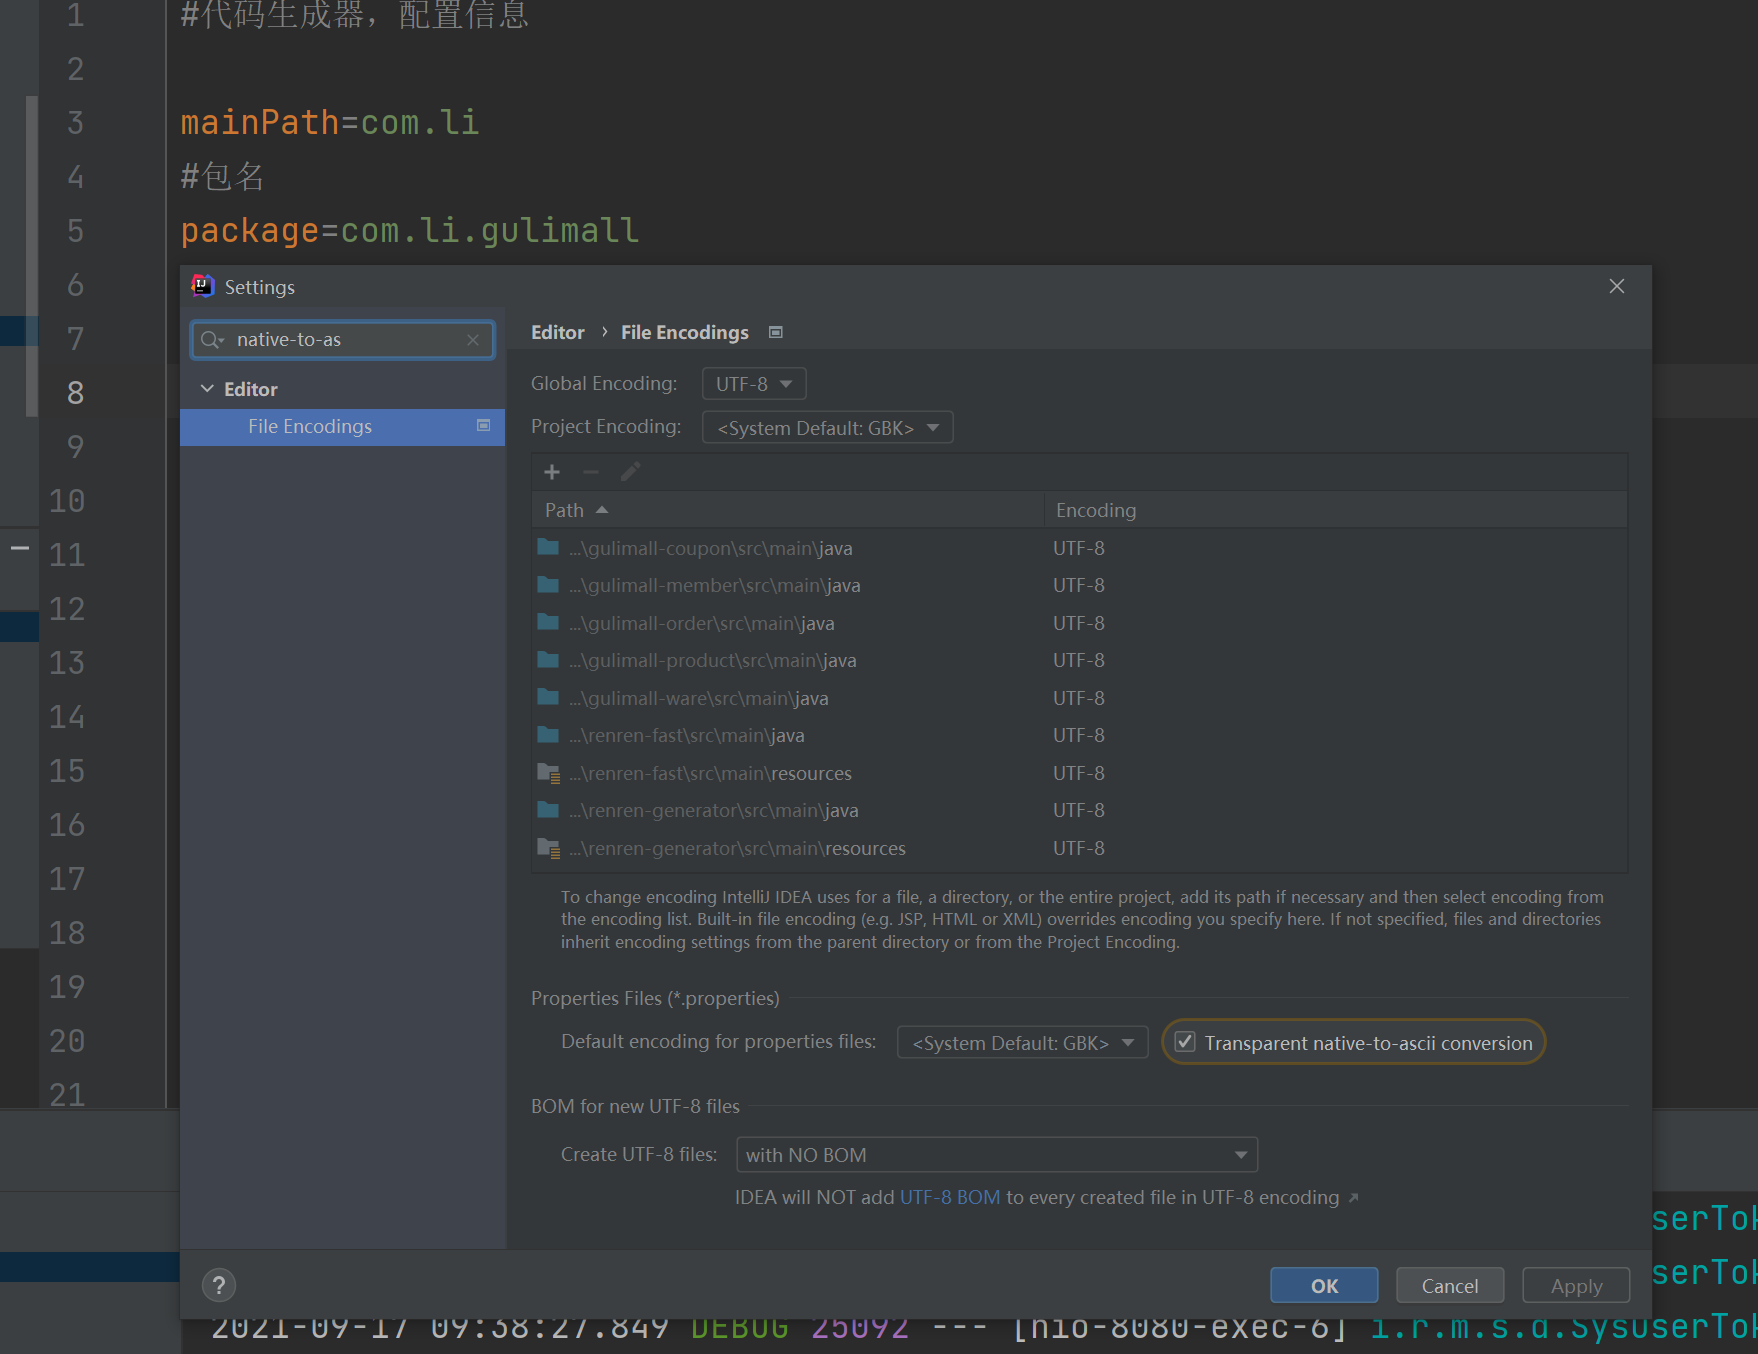 1 #代码生成器，配置信息
2
3 mainPath=com.li
4 #包名
5 package=com.li.gulimall
6
7
8
9
10
11
12
13
14
15
16
17
18
19
20
21
Settings
native-to-as
Editor
File Encodings
Editor › File Encodings
Global Encoding: UTF-8
Project Encoding: <System Default: GBK>
Path Encoding
...\gulimall-coupon\src\main\java UTF-8
...\gulimall-member\src\main\java UTF-8
...\gulimall-order\src\main\java UTF-8
...\gulimall-product\src\main\java UTF-8
...\gulimall-ware\src\main\java UTF-8
...\renren-fast\src\main\java UTF-8
...\renren-fast\src\main\resources UTF-8
...\renren-generator\src\main\java UTF-8
...\renren-generator\src\main\resources UTF-8
To change encoding IntelliJ IDEA uses for a file, a directory, or the entire project, add its path if necessary and then select encoding from
the encoding list. Built-in file encoding (e.g. JSP, HTML or XML) overrides encoding you specify here. If not specified, files and directories
inherit encoding settings from the parent directory or from the Project Encoding.
Properties Files (*.properties)
Default encoding for properties files: <System Default: GBK> Transparent native-to-ascii conversion
BOM for new UTF-8 files
Create UTF-8 files: with NO BOM
IDEA will NOT add UTF-8 BOM to every created file in UTF-8 encoding ↗
? OK Cancel Apply
serTok
serTok
2021-09-17 09:38:27.849 DEBUG 25092 --- [nio-8080-exec-6] i.r.m.s.d.SysUserTok